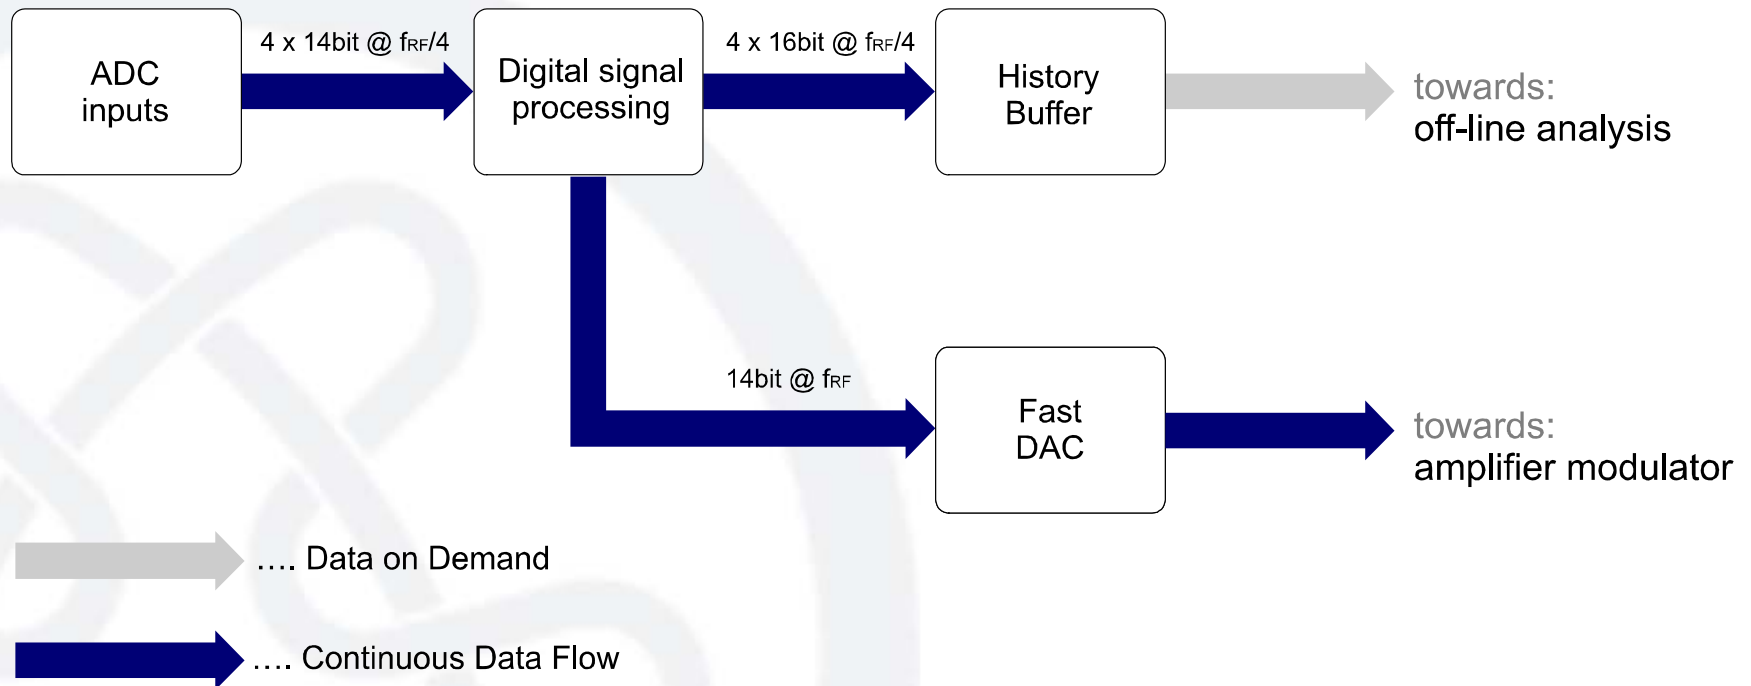 4 x 14bit @ fRF/4
4 x 16bit @ fRF/4
ADC
inputs
Digital signal
processing
History
Buffer
towards:
off-line analysis
14bit @ fRF
Fast
DAC
towards:
amplifier modulator
.... Data on Demand
.... Continuous Data Flow